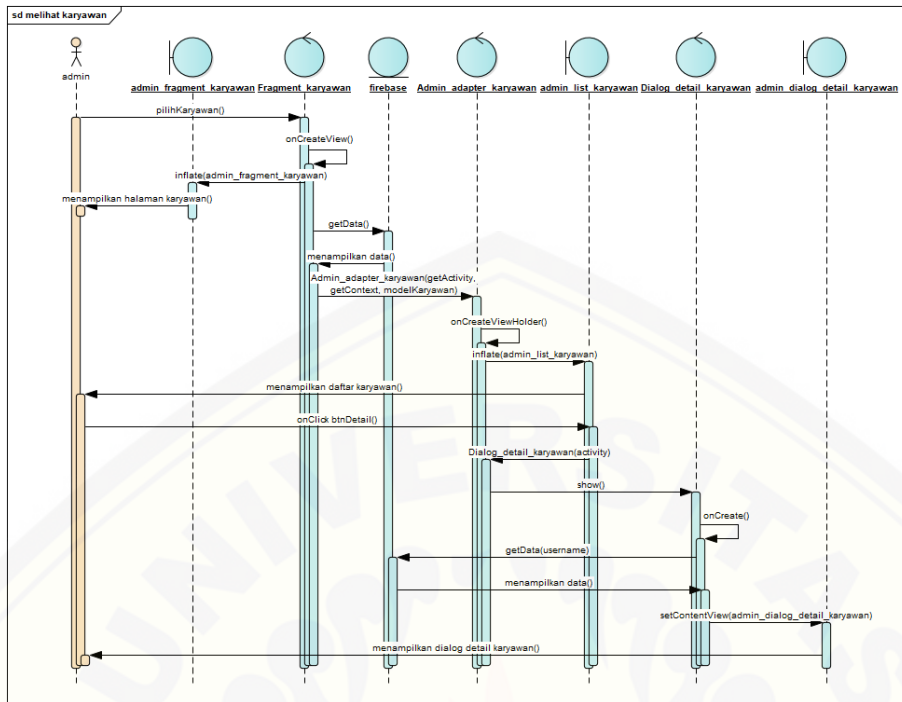 sd melihat karyawan
admin
admin_fragment_karyawan
Fragment_karyawan
firebase
Admin_adapter_karyawan
admin_list_karyawan
Dialog_detail_karyawan
admin_dialog_detail_karyawan
pilihKaryawan()
onCreateView()
inflate(admin_fragment_karyawan)
menampilkan halaman karyawan()
getData()
menampilkan data()
Admin_adapter_karyawan(getActivity,
getContext, modelKaryawan)
onCreateViewHolder()
inflate(admin_list_karyawan)
menampilkan daftar karyawan()
onClick btnDetail()
Dialog_detail_karyawan(activity)
show()
onCreate()
getData(username)
menampilkan data()
setContentView(admin_dialog_detail_karyawan)
menampilkan dialog detail karyawan()
UNIVERSITAS